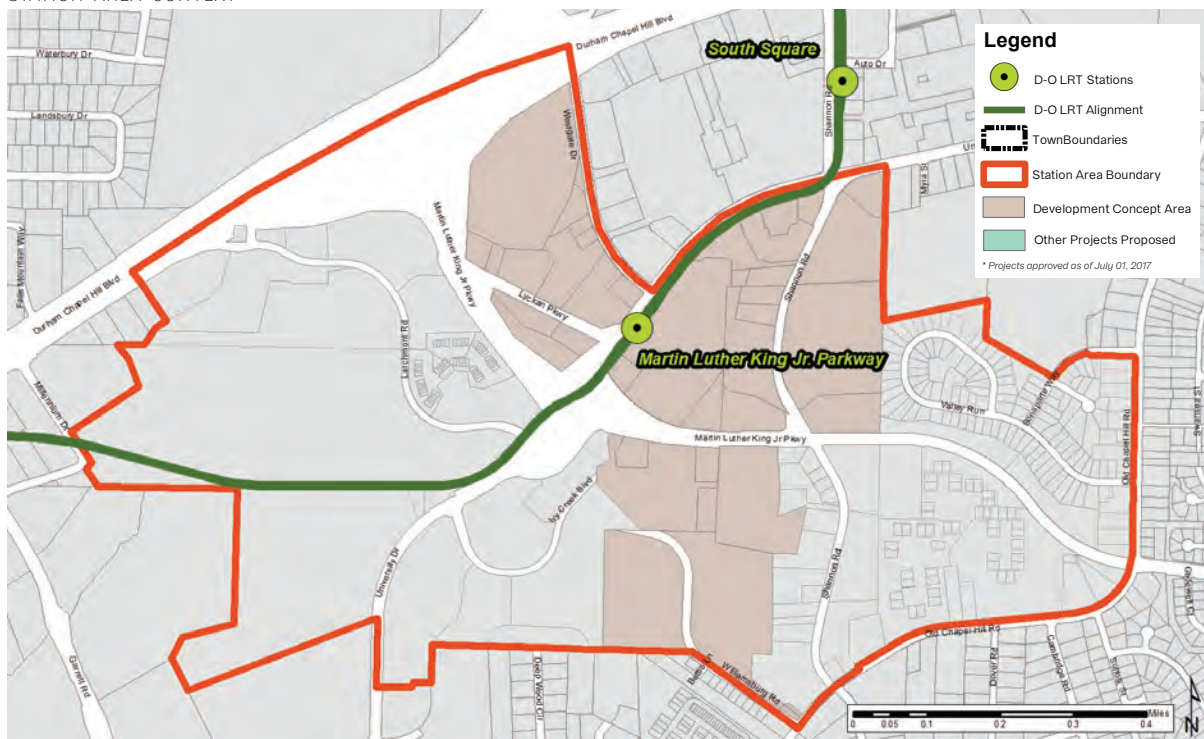 Waterbury Dr
Landsbury Dr
Durham Chapel Hill Blvd
South Square
Auto Dr
Shannon Rd
Westgate Dr
Myra St
Martin Luther King Jr Pkwy
Lyckan Pkwy
Shannon Rd
Durham Chapel Hill Blvd
Larchmont Rd
Martin Luther King Jr. Parkway
Valley Run
Bonaparte Way
Millennium Dr
Martin Luther King Jr Pkwy
Old Chapel Hill Rd
Ivy Creek Blvd
University Dr
Shannon Rd
Garrett Rd
Old Chapel Hill Rd
Deep Wood Cir
Williamsburg Rd
Dover Rd
Cambridge Rd
Legend
D-O LRT Stations
D-O LRT Alignment
TownBoundaries
Station Area Boundary
Development Concept Area
Other Projects Proposed
* Projects approved as of July 01, 2017
Miles
0 0.05 0.1 0.2 0.3 0.4
N